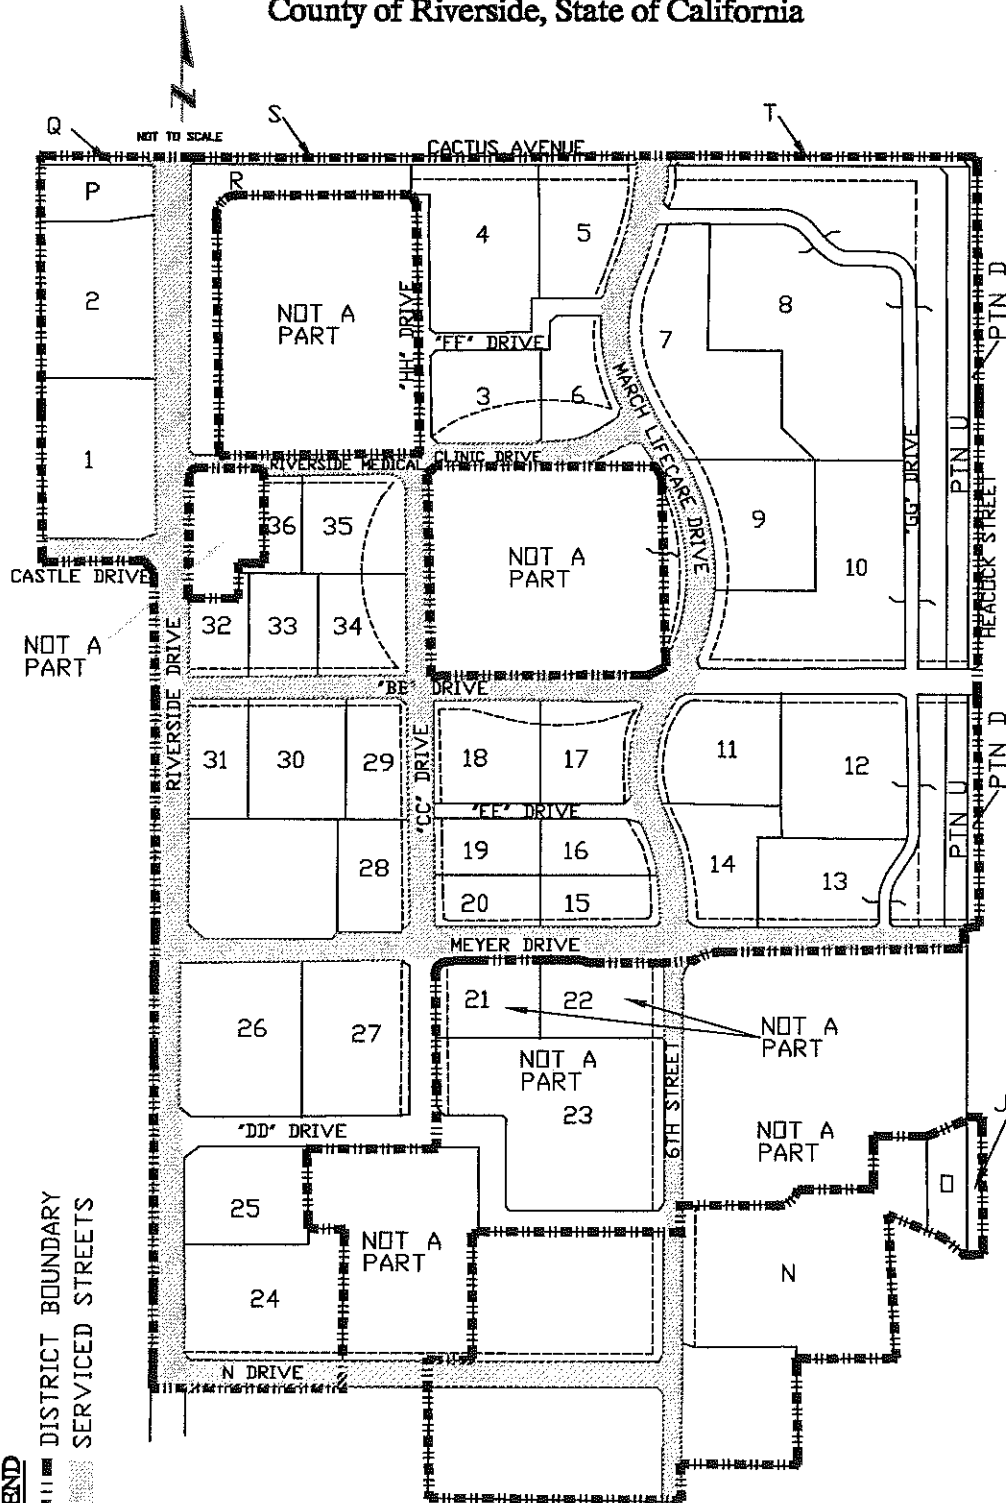 County of Riverside, State of California
N
NOT TO SCALE
Q
S
T
CACTUS AVENUE
P
R
2
1
NOT A
PART
"HH" DRIVE
4
5
"FF" DRIVE
3
6
7
8
MARCH LIFECARE DRIVE
"GG" DRIVE
PTN D
PTN U
HEACOCK STREET
RIVERSIDE MEDICAL
CLINIC DRIVE
36
35
NOT A
PART
9
10
CASTLE DRIVE
NOT A
PART
32
33
34
RIVERSIDE DRIVE
"BB" DRIVE
31
30
29
"CC" DRIVE
18
17
11
12
PTN D
PTN U
"EE" DRIVE
28
19
16
20
15
14
13
MEYER DRIVE
26
27
21
22
NOT A
PART
NOT A
PART
23
6TH STREET
NOT A
PART
J
"DD" DRIVE
25
24
NOT A
PART
N
N DRIVE
END
DISTRICT BOUNDARY
SERVICED STREETS